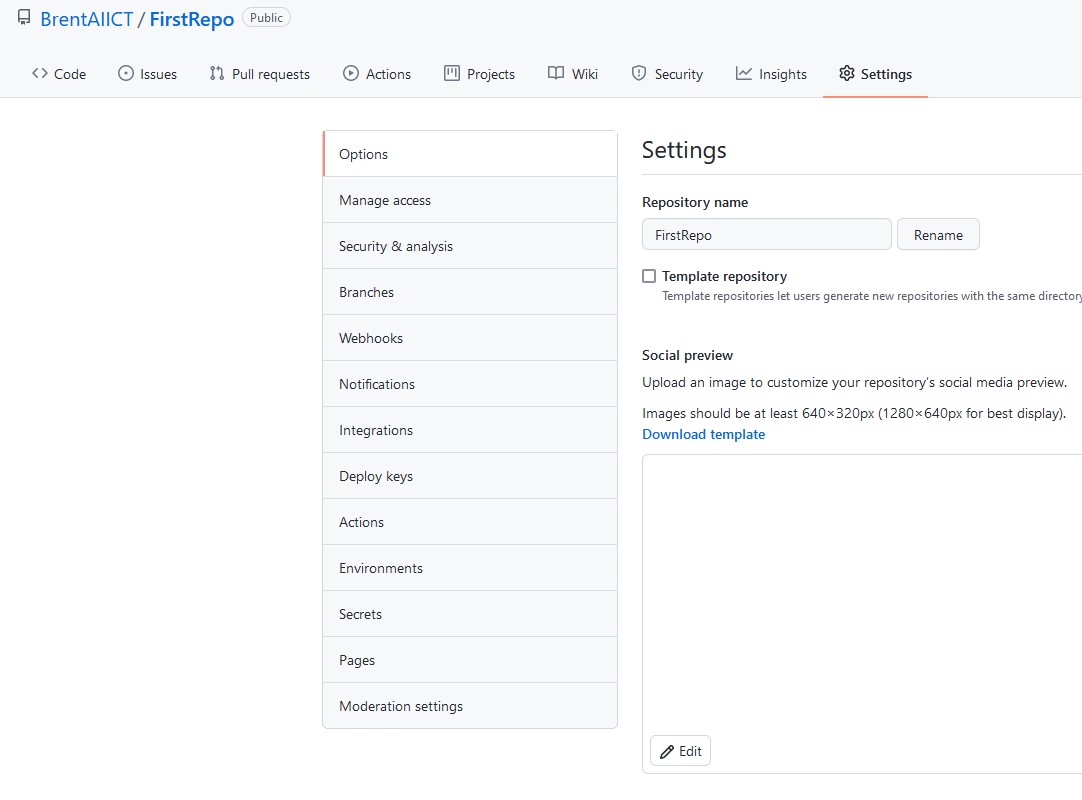 BrentAIICT / FirstRepo Public
Code Issues Pull requests Actions Projects Wiki Security Insights Settings
Options
Manage access
Security & analysis
Branches
Webhooks
Notifications
Integrations
Deploy keys
Actions
Environments
Secrets
Pages
Moderation settings
Settings
Repository name
FirstRepo Rename
Template repository
Template repositories let users generate new repositories with the same directory
Social preview
Upload an image to customize your repository's social media preview.
Images should be at least 640×320px (1280×640px for best display).
Download template
Edit